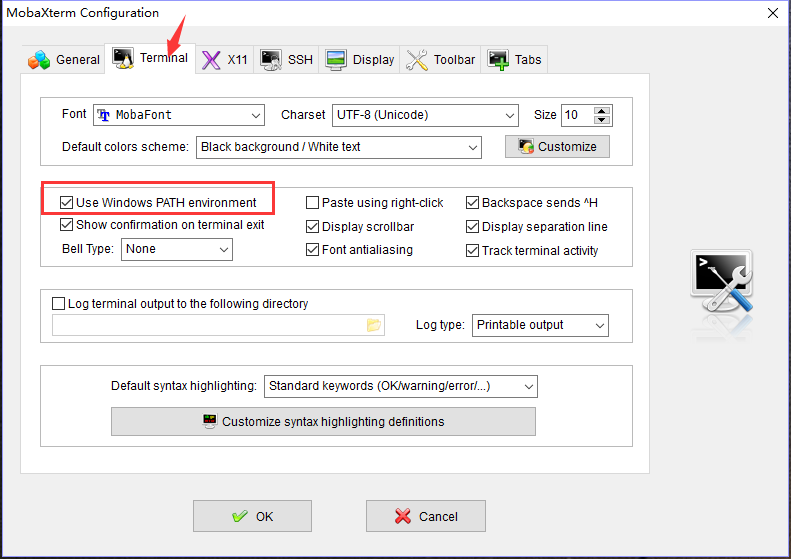 MobaXterm Configuration
General Terminal X11 SSH Display Toolbar Tabs
Font MobaFont Charset UTF-8 (Unicode) Size 10
Default colors scheme: Black background / White text Customize
Use Windows PATH environment Paste using right-click Backspace sends ^H
Show confirmation on terminal exit Display scrollbar Display separation line
Bell Type: None Font antialiasing Track terminal activity
Log terminal output to the following directory
Log type: Printable output
Default syntax highlighting: Standard keywords (OK/warning/error/...)
Customize syntax highlighting definitions
OK Cancel